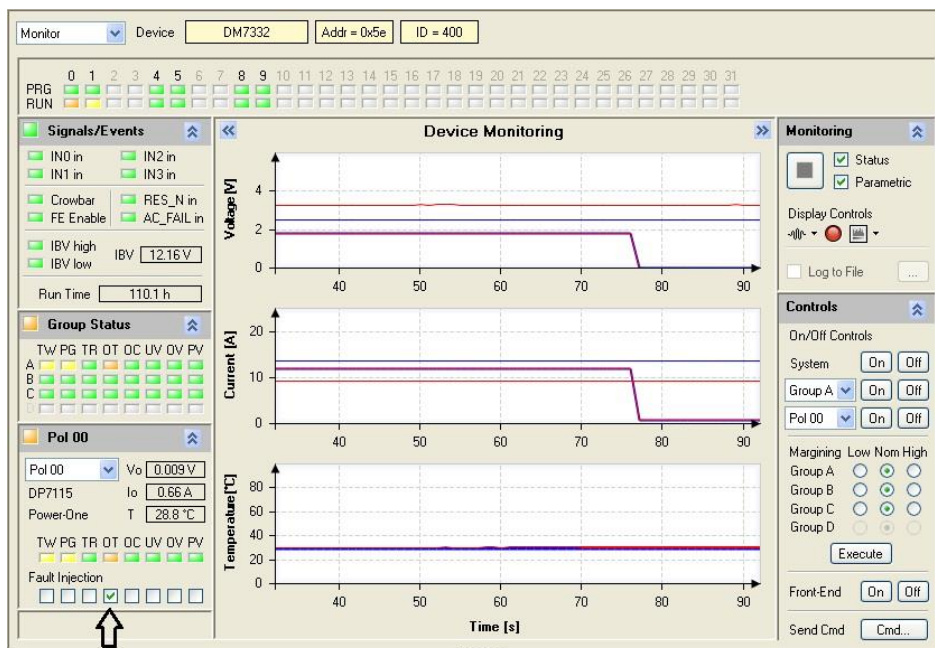 Monitor Device DM7332 Addr = 0x5e ID = 400
0 1 2 3 4 5 6 7 8 9 10 11 12 13 14 15 16 17 18 19 20 21 22 23 24 25 26 27 28 29 30 31
PRG
RUN
Signals/Events
IN0 in IN2 in
IN1 in IN3 in
Crowbar RES_N in
FE Enable AC_FAIL in
IBV high
IBV low
IBV 12.16 V
Run Time 110.1 h
Group Status
TW PG TR OT OC UV OV PV
A
B
C
D
Pol 00
Pol 00 Vo 0.009 V
DP7115 Io 0.66 A
Power-One T 28.8 °C
TW PG TR OT OC UV OV PV
Fault Injection
Device Monitoring
Voltage [V]
4
2
0
40 50 60 70 80 90
Current [A]
20
10
0
40 50 60 70 80 90
Temperature [°C]
80
60
40
20
0
40 50 60 70 80 90
Time [s]
Monitoring
Status
Parametric
Display Controls
Log to File ...
Controls
On/Off Controls
System On Off
Group A On Off
Pol 00 On Off
Margining Low Nom High
Group A
Group B
Group C
Group D
Execute
Front-End On Off
Send Cmd Cmd...